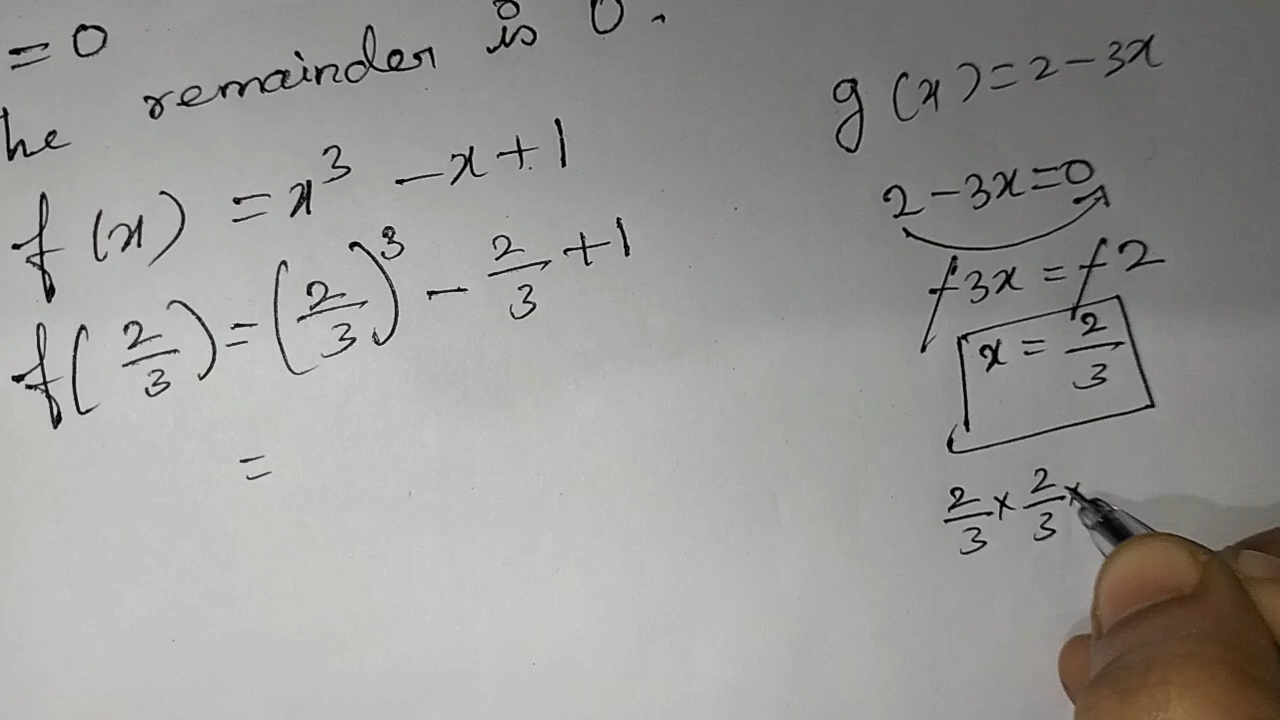 = 0
he remainder is 0.
f(x) = x³ - x + 1
f(2/3) = (2/3)³ - 2/3 + 1
=
g(x) = 2 - 3x
2 - 3x = 0
-3x = -2
x = 2/3
2/3 × 2/3 ×